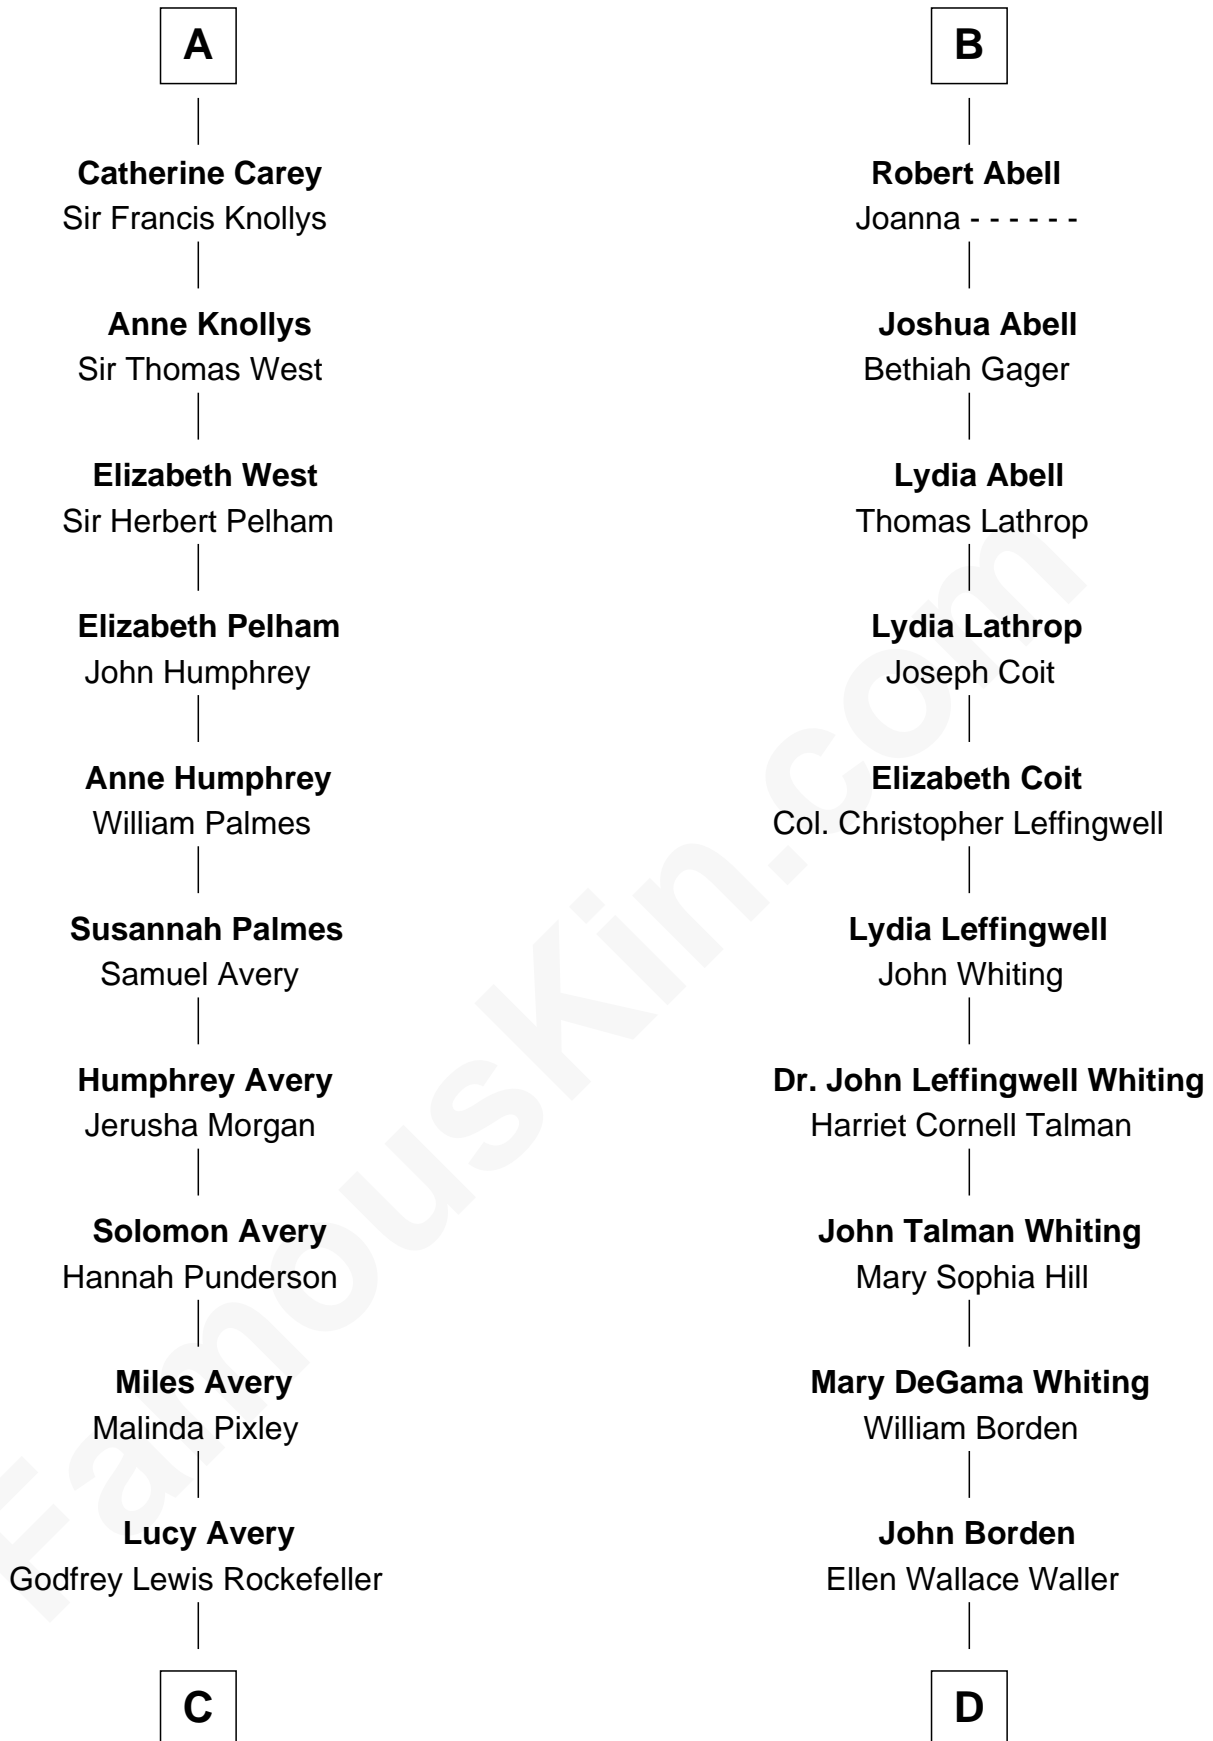 A
Catherine Carey
Sir Francis Knollys
Anne Knollys
Sir Thomas West
Elizabeth West
Sir Herbert Pelham
Elizabeth Pelham
John Humphrey
Anne Humphrey
William Palmes
Susannah Palmes
Samuel Avery
Humphrey Avery
Jerusha Morgan
Solomon Avery
Hannah Punderson
Miles Avery
Malinda Pixley
Lucy Avery
Godfrey Lewis Rockefeller
C
B
Robert Abell
Joanna - - - - - -
Joshua Abell
Bethiah Gager
Lydia Abell
Thomas Lathrop
Lydia Lathrop
Joseph Coit
Elizabeth Coit
Col. Christopher Leffingwell
Lydia Leffingwell
John Whiting
Dr. John Leffingwell Whiting
Harriet Cornell Talman
John Talman Whiting
Mary Sophia Hill
Mary DeGama Whiting
William Borden
John Borden
Ellen Wallace Waller
D
FamousKin.com